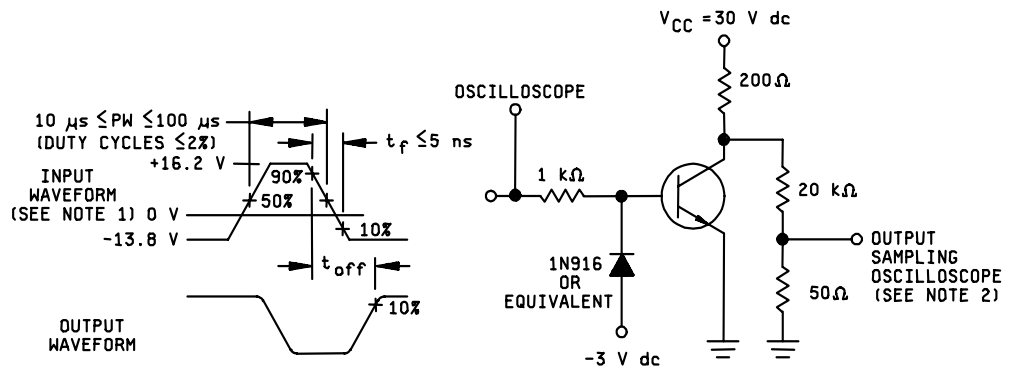 V_CC = 30 V dc
200Ω
OSCILLOSCOPE
10 μs ≤PW ≤100 μs
(DUTY CYCLES ≤2%)
t_f ≤5 ns
+16.2 V
90%
1 kΩ
20 kΩ
INPUT
WAVEFORM
(SEE NOTE 1)
50%
0 V
10%
-13.8 V
t_off
1N916
OR
EQUIVALENT
OUTPUT
SAMPLING
OSCILLOSCOPE
(SEE NOTE 2)
50Ω
10%
OUTPUT
WAVEFORM
-3 V dc